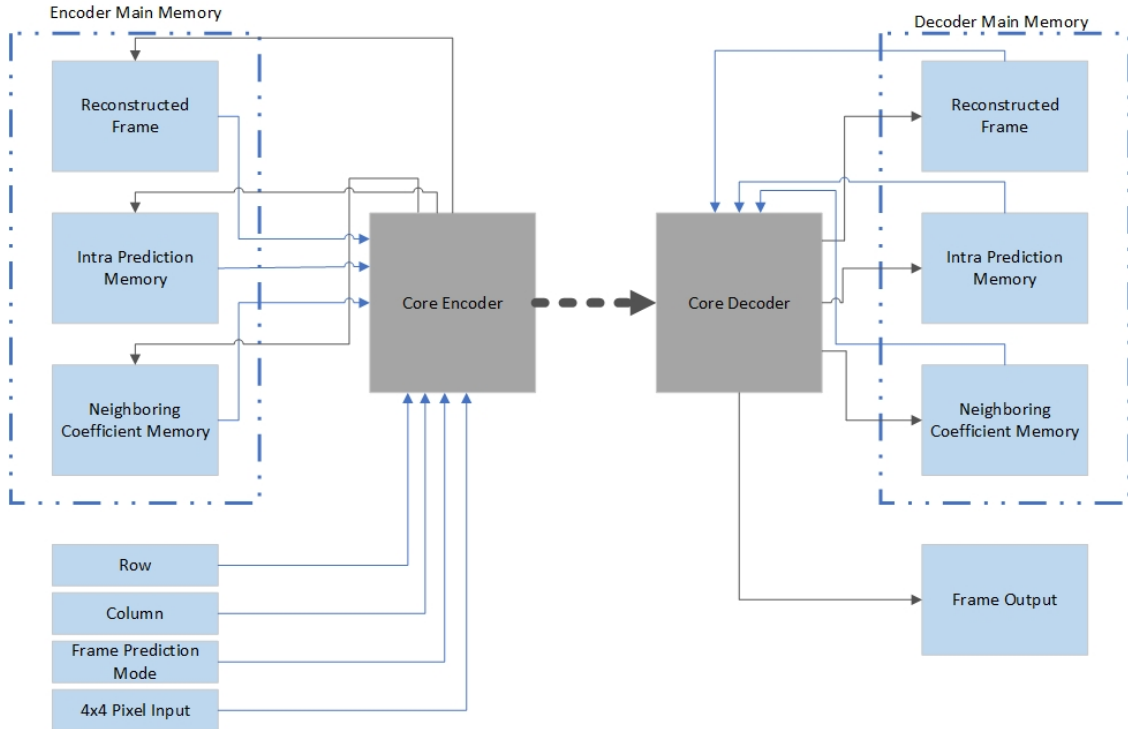 Encoder Main Memory
Decoder Main Memory
Reconstructed
Frame
Reconstructed
Frame
Intra Prediction
Memory
Core Encoder
Core Decoder
Intra Prediction
Memory
Neighboring
Coefficient Memory
Neighboring
Coefficient Memory
Row
Column
Frame Prediction
Mode
4x4 Pixel Input
Frame Output